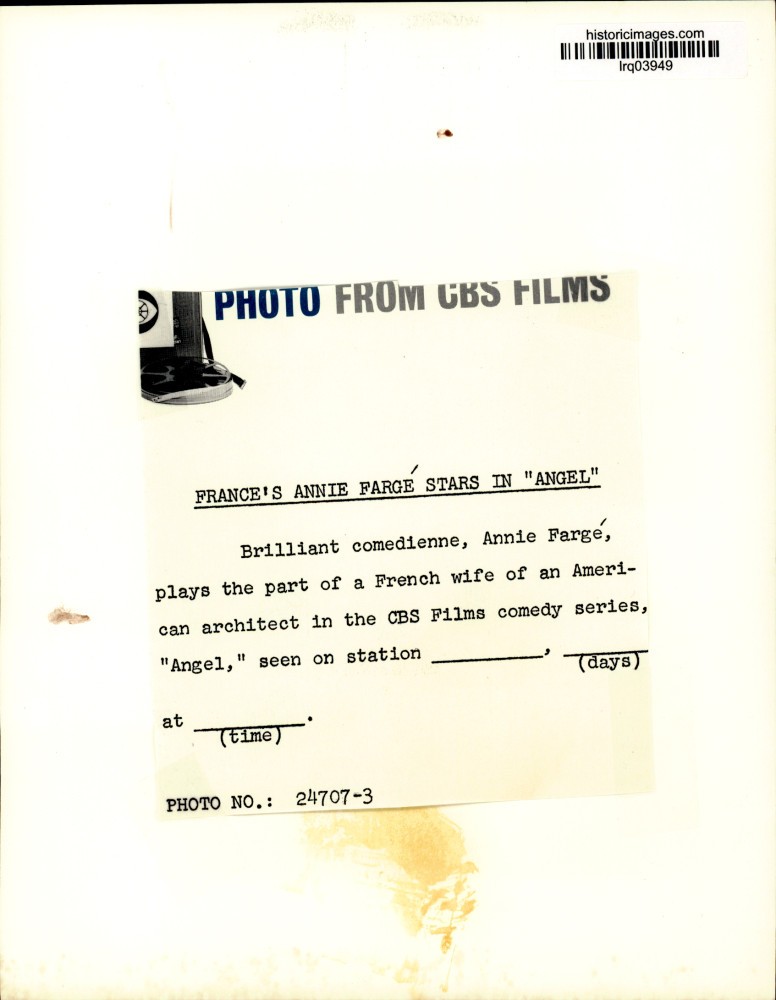 historicimages.com
lrq03949
PHOTO FROM CBS FILMS
FRANCE'S ANNIE FARGÉ STARS IN "ANGEL"
Brilliant comedienne, Annie Fargé,
plays the part of a French wife of an Ameri-
can architect in the CBS Films comedy series,
"Angel," seen on station __________, ________
(days)
at __________.
(time)
PHOTO NO.: 24707-3